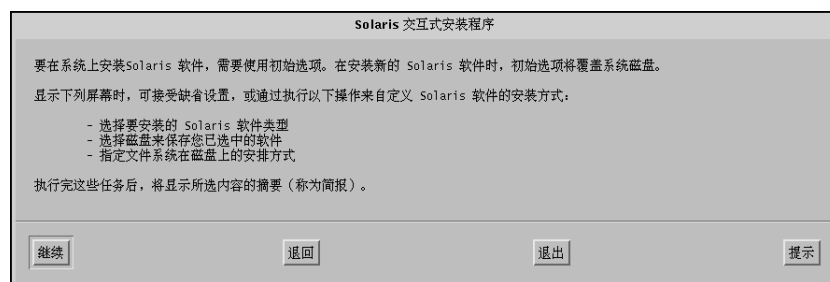 Solaris 交互式安装程序
要在系统上安装Solaris 软件，需要使用初始选项。在安装新的 Solaris 软件时，初始选项将覆盖系统磁盘。
显示下列屏幕时，可接受缺省设置，或通过执行以下操作来自定义 Solaris 软件的安装方式：
- 选择要安装的 Solaris 软件类型
- 选择磁盘来保存您已选中的软件
- 指定文件系统在磁盘上的安排方式
执行完这些任务后，将显示所选内容的摘要（称为简报）。
继续 退回 退出 提示